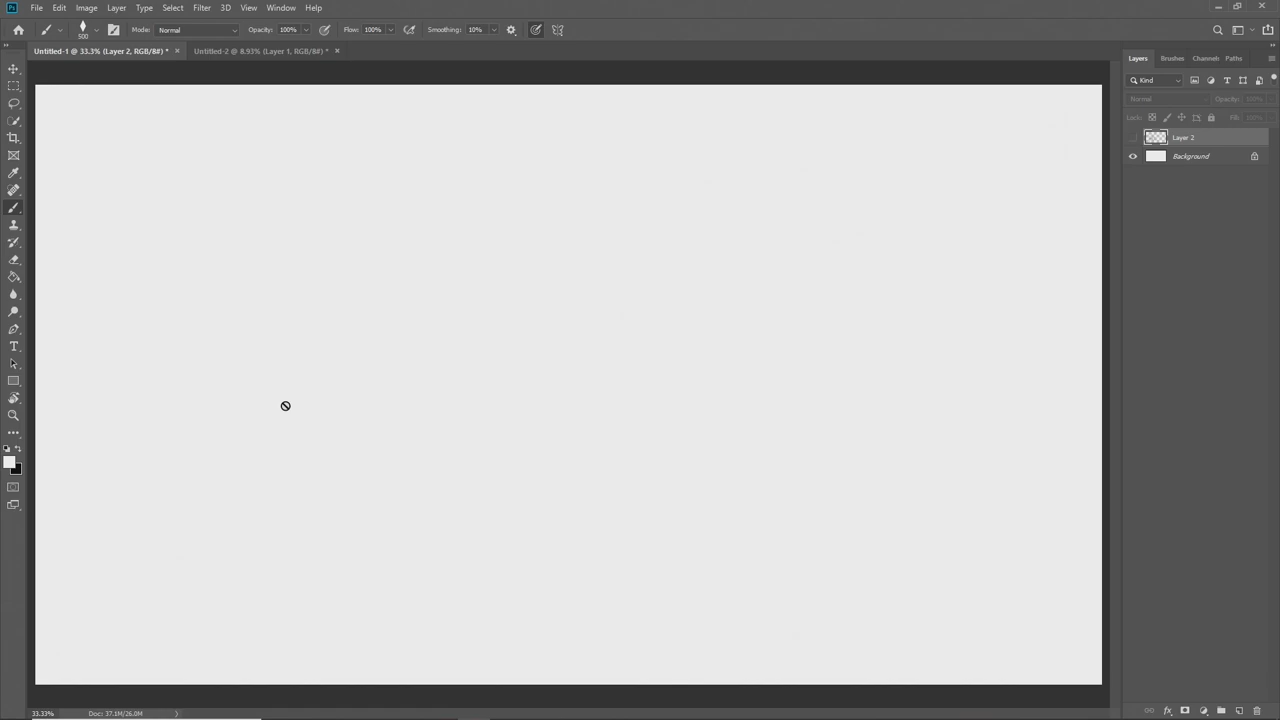 Ps File Edit Image Layer Type Select Filter 3D View Window Help
500 Mode: Normal Opacity: 100% Flow: 100% Smoothing: 10%
Untitled-1 @ 33.3% (Layer 2, RGB/8#) * × Untitled-2 @ 8.93% (Layer 1, RGB/8#) * ×
Layers Brushes Channels Paths
Kind
Normal Opacity: 100%
Lock: Fill: 100%
Layer 2
Background
33.33% Doc: 37.1M/26.0M